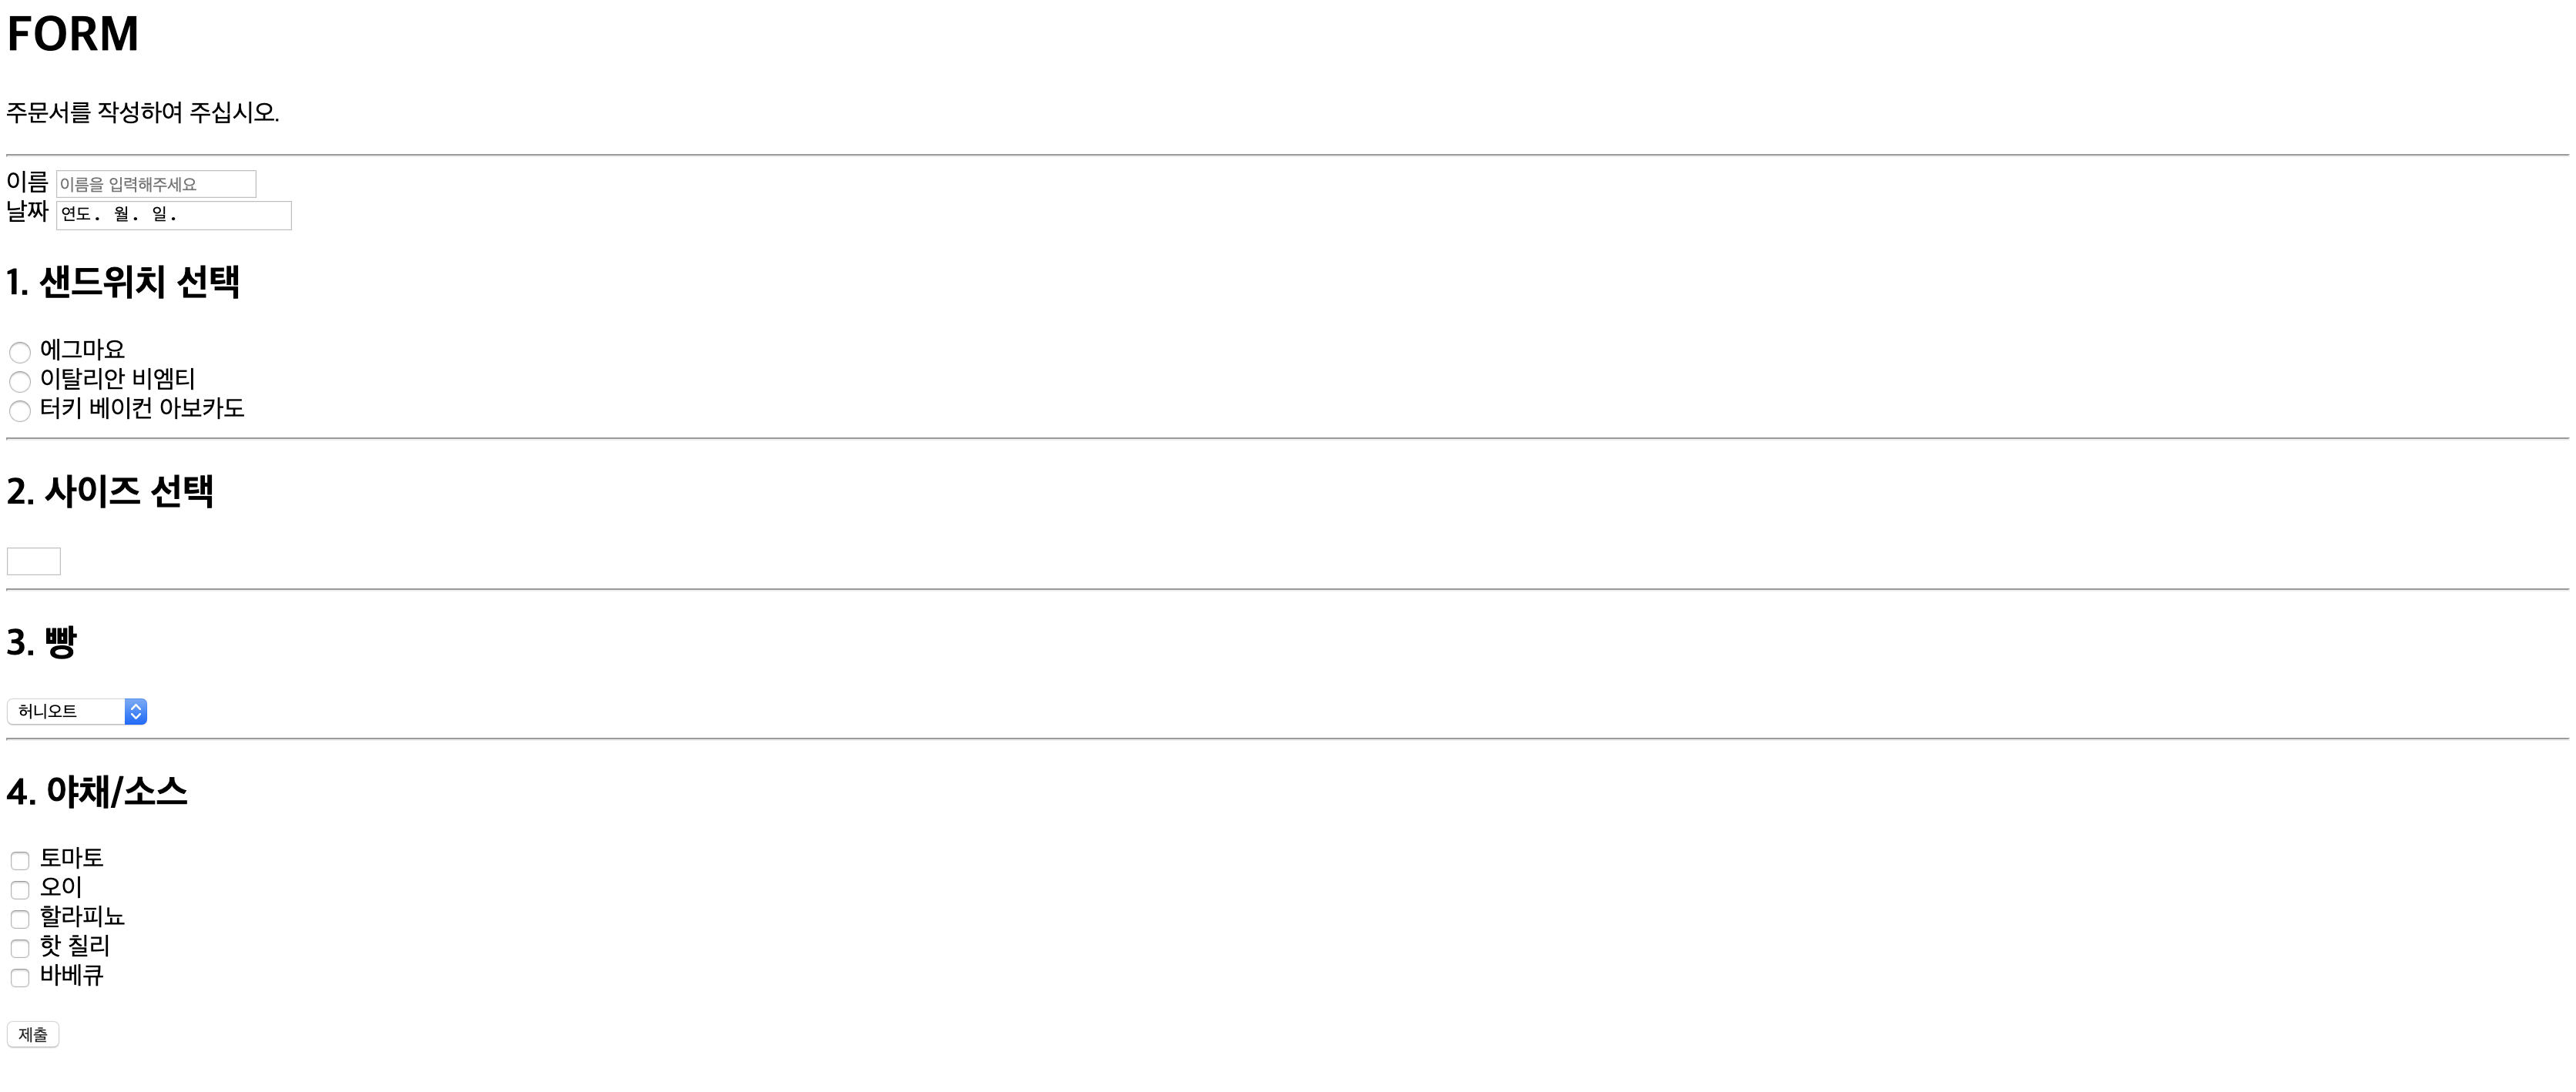 FORM
주문서를 작성하여 주십시오.
이름 이름을 입력해주세요
날짜 연도. 월. 일.
1. 샌드위치 선택
에그마요
이탈리안 비엠티
터키 베이컨 아보카도
2. 사이즈 선택
3. 빵
허니오트
4. 야채/소스
토마토
오이
할라피뇨
핫 칠리
바베큐
제출